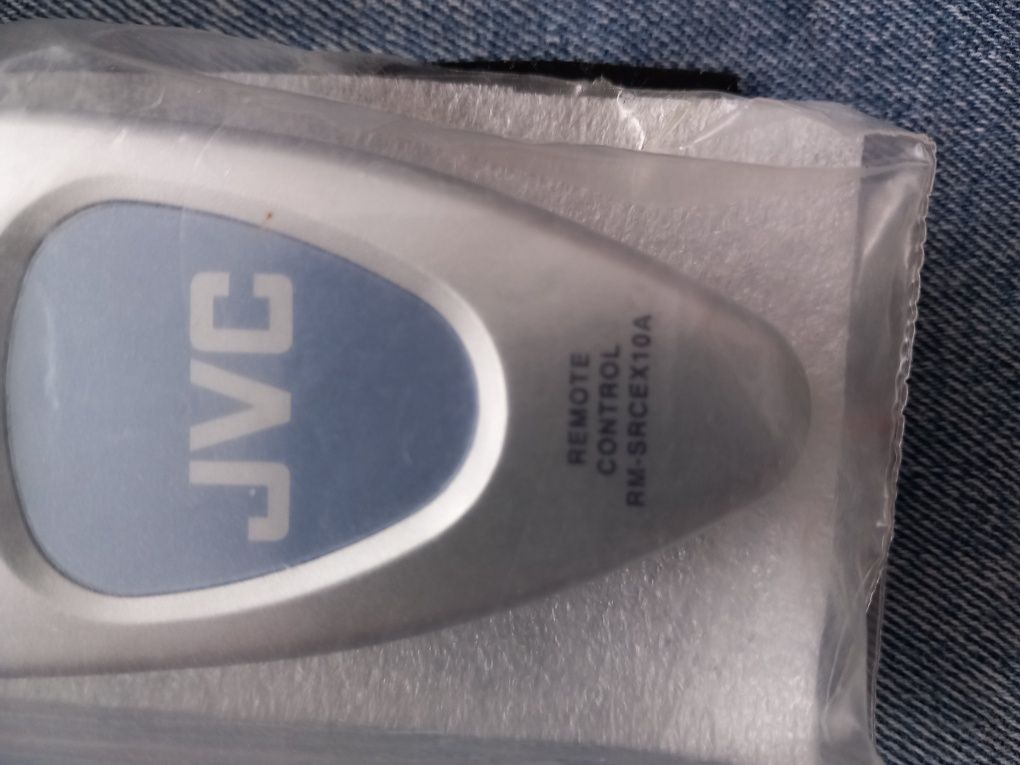 JVC
REMOTE
CONTROL
RM-SRCEX10A